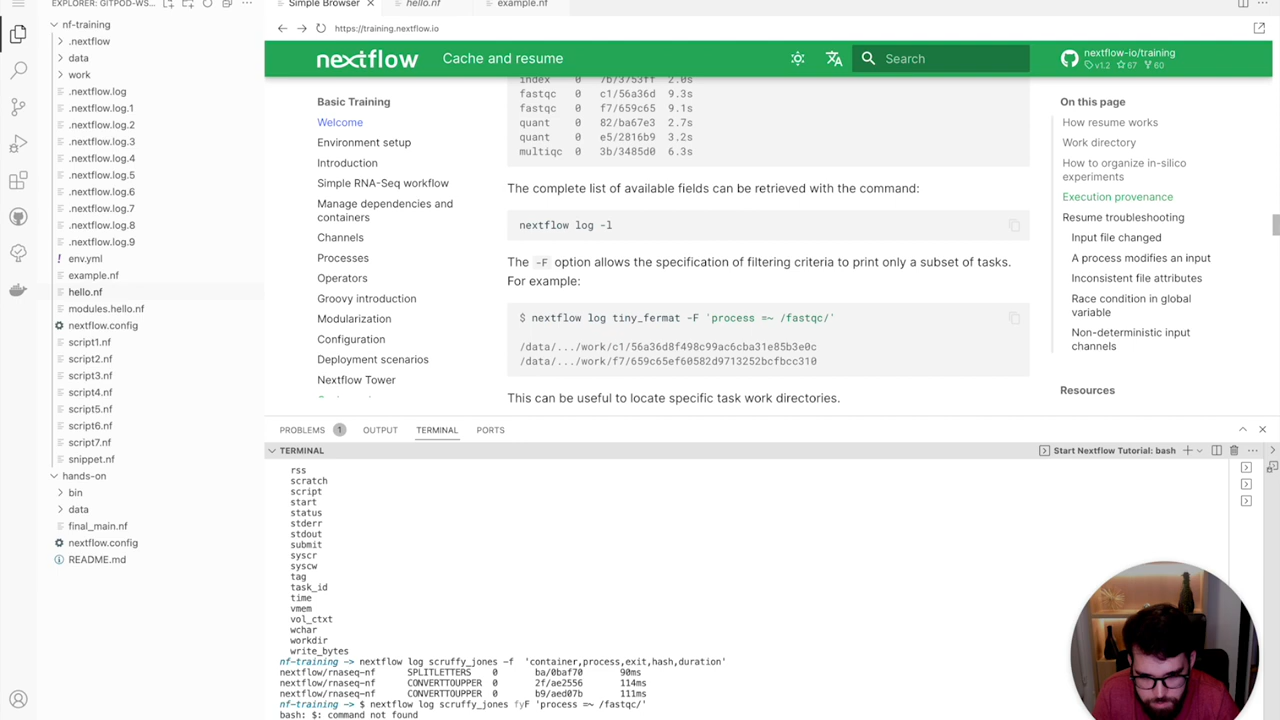 EXPLORER: GITPOD-WS...
nf-training
.nextflow
data
work
.nextflow.log
.nextflow.log.1
.nextflow.log.2
.nextflow.log.3
.nextflow.log.4
.nextflow.log.5
.nextflow.log.6
.nextflow.log.7
.nextflow.log.8
.nextflow.log.9
env.yml
example.nf
hello.nf
modules.hello.nf
nextflow.config
script1.nf
script2.nf
script3.nf
script4.nf
script5.nf
script6.nf
script7.nf
snippet.nf
hands-on
bin
data
final_main.nf
nextflow.config
README.md
Simple Browser
hello.nf
example.nf
https://training.nextflow.io
nextflow
Cache and resume
Search
nextflow-io/training
v1.2 67 60
Basic Training
Welcome
Environment setup
Introduction
Simple RNA-Seq workflow
Manage dependencies and
containers
Channels
Processes
Operators
Groovy introduction
Modularization
Configuration
Deployment scenarios
Nextflow Tower
index 0 7b/3753ff 2.0s
fastqc 0 c1/56a36d 9.3s
fastqc 0 f7/659c65 9.1s
quant 0 82/ba67e3 2.7s
quant 0 e5/2816b9 3.2s
multiqc 0 3b/3485d0 6.3s
The complete list of available fields can be retrieved with the command:
nextflow log -l
The -F option allows the specification of filtering criteria to print only a subset of tasks.
For example:
$ nextflow log tiny_fermat -F 'process =~ /fastqc/'
/data/.../work/c1/56a36d8f498c99ac6cba31e85b3e0c
/data/.../work/f7/659c65ef60582d9713252bcfbcc310
This can be useful to locate specific task work directories.
On this page
How resume works
Work directory
How to organize in-silico
experiments
Execution provenance
Resume troubleshooting
Input file changed
A process modifies an input
Inconsistent file attributes
Race condition in global
variable
Non-deterministic input
channels
Resources
PROBLEMS 1 OUTPUT TERMINAL PORTS
TERMINAL
Start Nextflow Tutorial: bash
rss
scratch
script
start
status
stderr
stdout
submit
syscr
syscw
tag
task_id
time
vmem
vol_ctxt
wchar
workdir
write_bytes
nf-training -> nextflow log scruffy_jones -f 'container,process,exit,hash,duration'
nextflow/rnaseq-nf SPLITLETTERS 0 ba/0baf70 90ms
nextflow/rnaseq-nf CONVERTTOUPPER 0 2f/ae2556 114ms
nextflow/rnaseq-nf CONVERTTOUPPER 0 b9/aed07b 111ms
nf-training -> $ nextflow log scruffy_jones fyF 'process =~ /fastqc/'
bash: $: command not found